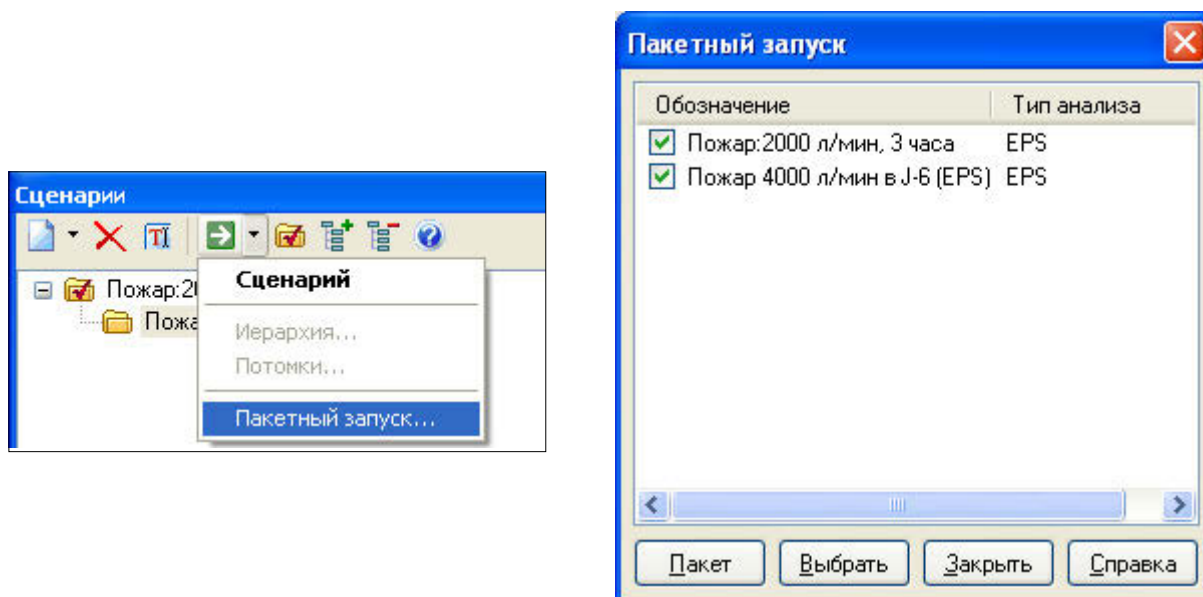 Сценарии
Пожар:2
Пожа
Сценарий
Иерархия...
Потомки...
Пакетный запуск...
Пакетный запуск
Обозначение Тип анализа
Пожар:2000 л/мин, 3 часа EPS
Пожар 4000 л/мин в J-6 (EPS) EPS
Пакет Выбрать Закрыть Справка